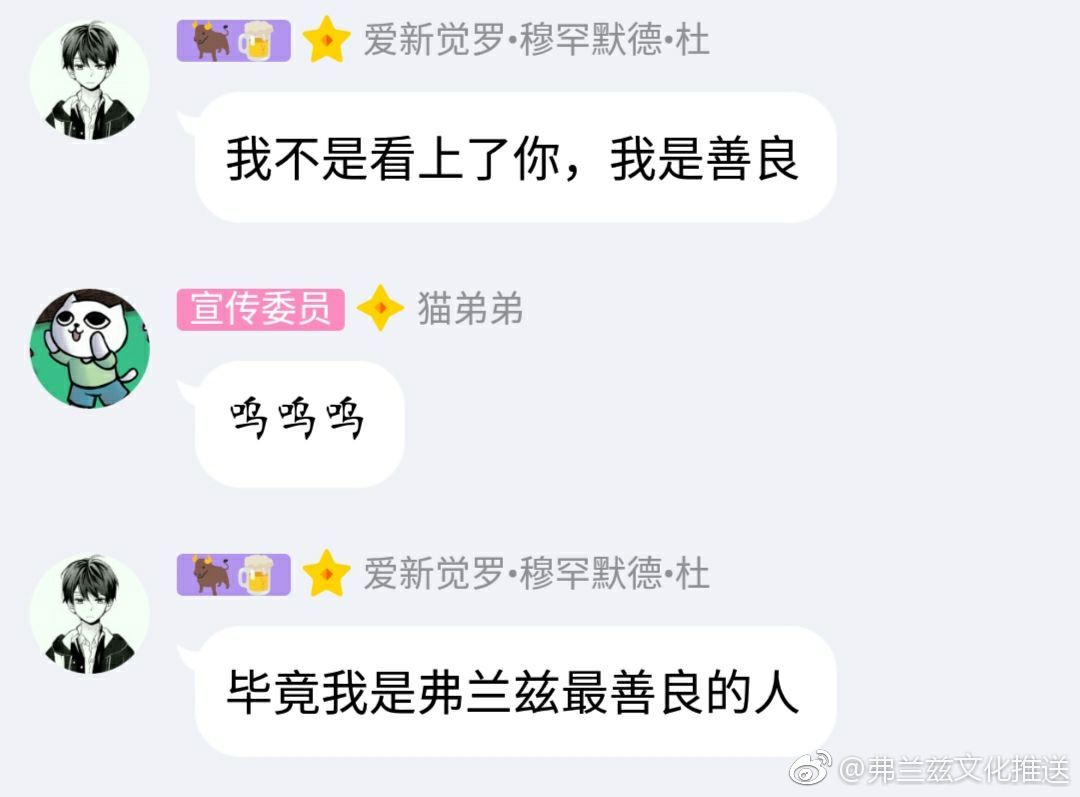 爱新觉罗•穆罕默德•杜
我不是看上了你，我是善良
宣传委员 猫弟弟
呜呜呜
爱新觉罗•穆罕默德•杜
毕竟我是弗兰兹最善良的人
@弗兰兹文化推送